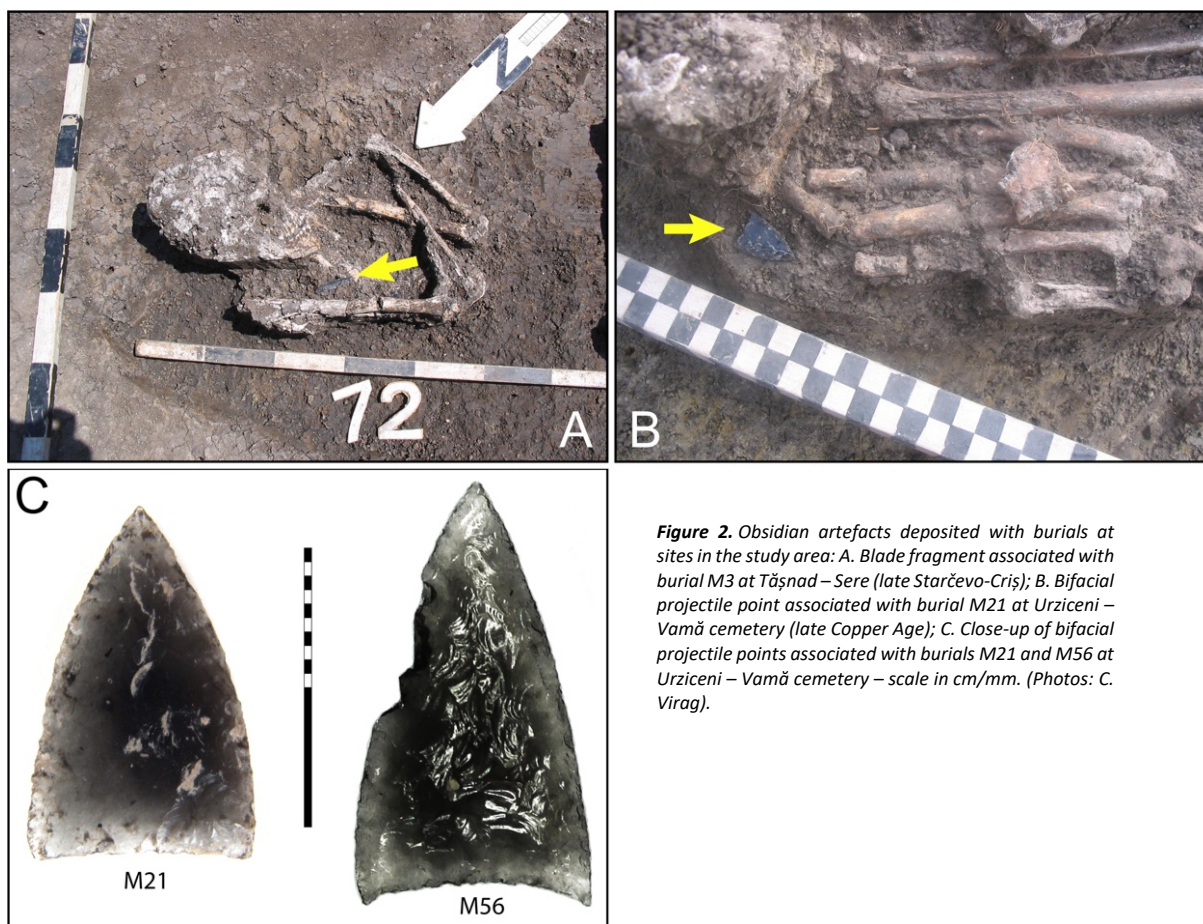 72
A
B
C
M21
M56
Figure 2. Obsidian artefacts deposited with burials at
sites in the study area: A. Blade fragment associated with
burial M3 at Tășnad – Sere (late Starčevo-Criș); B. Bifacial
projectile point associated with burial M21 at Urziceni –
Vamă cemetery (late Copper Age); C. Close-up of bifacial
projectile points associated with burials M21 and M56 at
Urziceni – Vamă cemetery – scale in cm/mm. (Photos: C.
Virag).